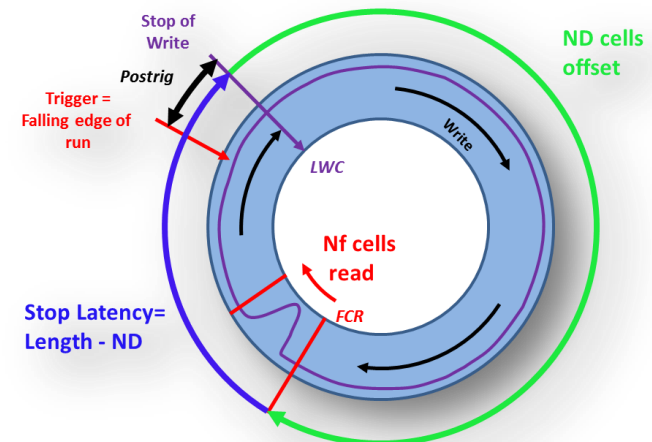 Stop of
Write
ND cells
offset
Postrig
Trigger =
Falling edge of
run
Write
LWC
Nf cells
read
FCR
Stop Latency=
Length - ND